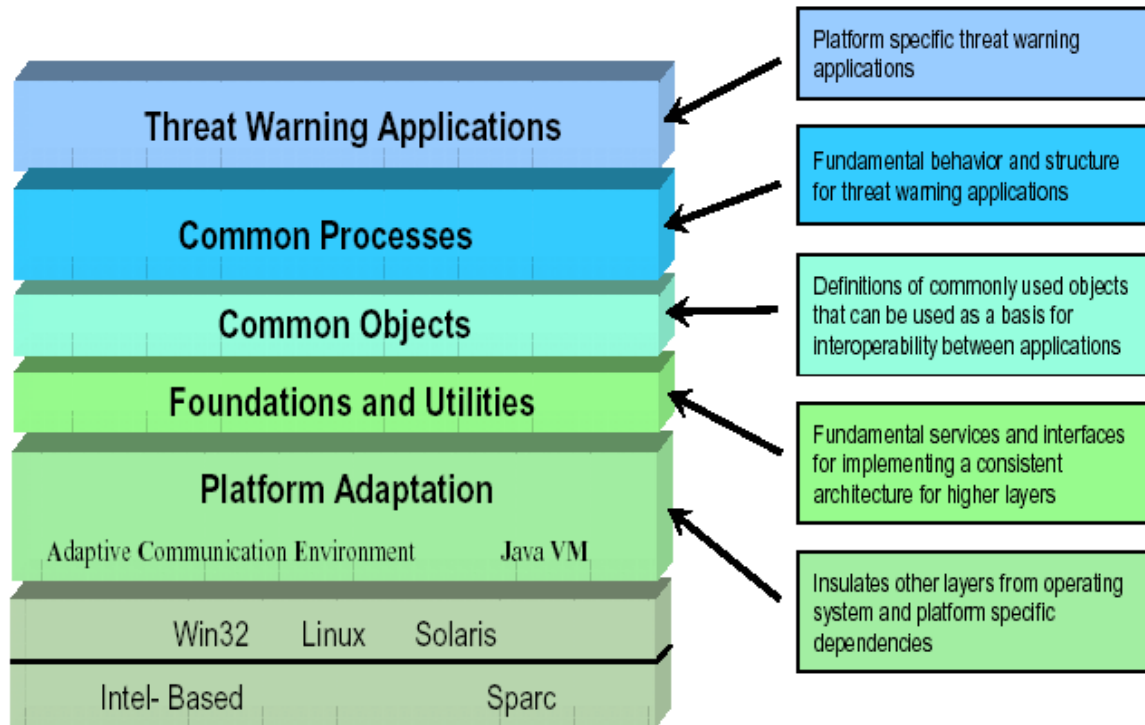 Threat Warning Applications
Common Processes
Common Objects
Foundations and Utilities
Platform Adaptation
Adaptive Communication Environment Java VM
Win32 Linux Solaris
Intel- Based Sparc
Platform specific threat warning
applications
Fundamental behavior and structure
for threat warning applications
Definitions of commonly used objects
that can be used as a basis for
interoperability between applications
Fundamental services and interfaces
for implementing a consistent
architecture for higher layers
Insulates other layers from operating
system and platform specific
dependencies